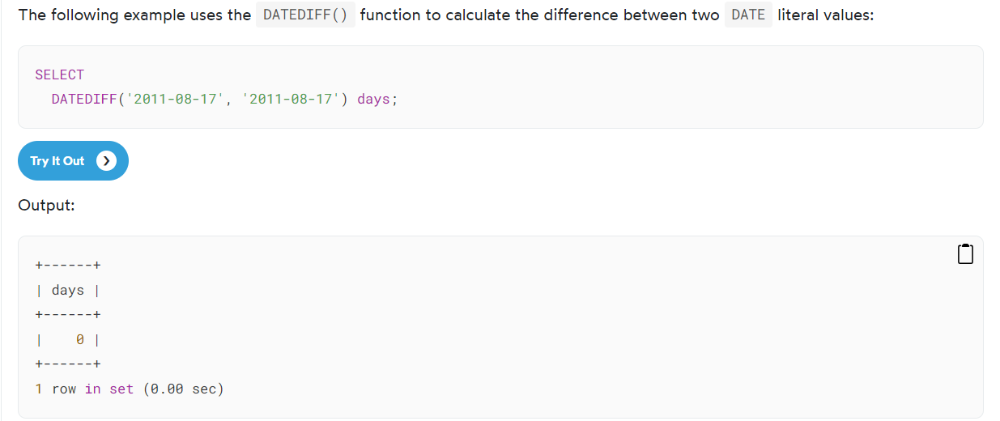 The following example uses the DATEDIFF() function to calculate the difference between two DATE literal values:
SELECT
DATEDIFF('2011-08-17', '2011-08-17') days;
Try It Out
Output:
+------+
| days |
+------+
|    0 |
+------+
1 row in set (0.00 sec)